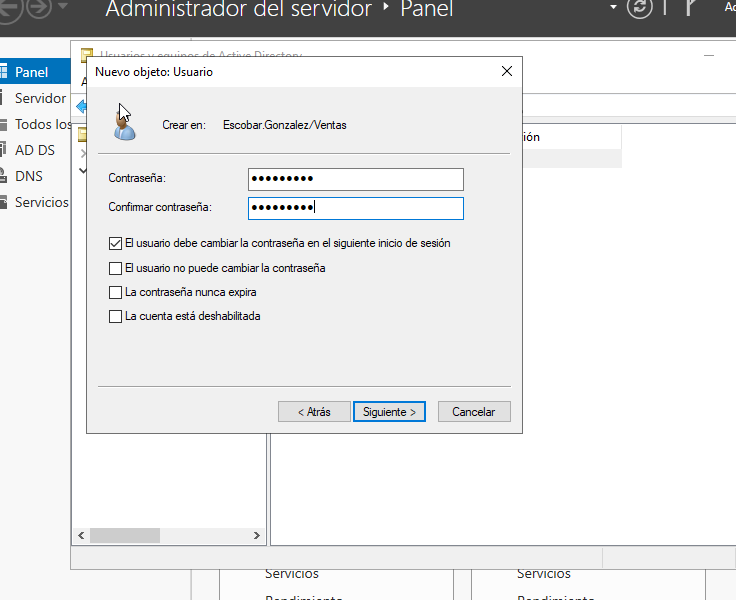 Administrador del servidor ‣ Panel
Usuarios y equipos de Active Directory
Panel
Servidor
Todos los
AD DS
DNS
Servicios
Nuevo objeto: Usuario
Crear en: Escobar.Gonzalez/Ventas
Contraseña: •••••••••
Confirmar contraseña: •••••••••
El usuario debe cambiar la contraseña en el siguiente inicio de sesión
El usuario no puede cambiar la contraseña
La contraseña nunca expira
La cuenta está deshabilitada
< Atrás
Siguiente >
Cancelar
Servicios
Servicios
Rendimiento
Rendimiento